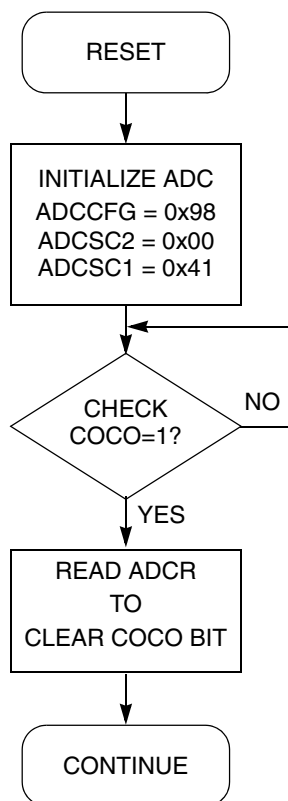 RESET
INITIALIZE ADC
ADCCFG = 0x98
ADCSC2 = 0x00
ADCSC1 = 0x41
CHECK
COCO=1?
NO
YES
READ ADCR
TO
CLEAR COCO BIT
CONTINUE